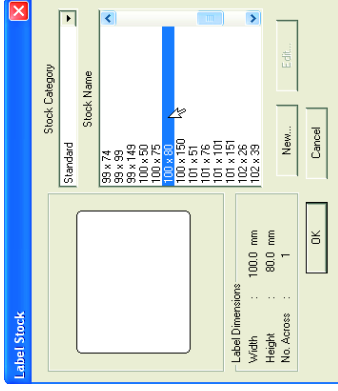 Label Stock
Stock Category
Standard
Stock Name
99 x 74
99 x 99
99 x 149
100 x 50
100 x 75
100 x 80
100 x 150
101 x 51
101 x 76
101 x 101
101 x 151
102 x 26
102 x 39
Label Dimensions
Width : 100.0 mm
Height : 80.0 mm
No. Across : 1
New...
Edit...
OK
Cancel